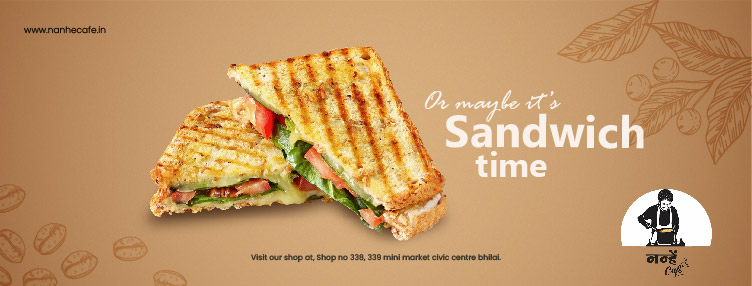 www.nanhecafe.in
Or maybe it's
Sandwich
time
Visit our shop at, Shop no 338, 339 mini market civic centre bhilai.
नन्हें
Cafe